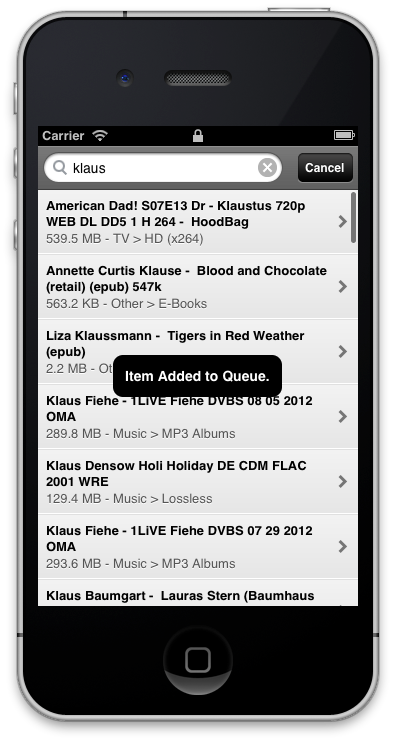 Carrier
klaus
Cancel
American Dad! S07E13 Dr - Klaustus 720p
WEB DL DD5 1 H 264 -  HoodBag
539.5 MB - TV > HD (x264)
Annette Curtis Klause -  Blood and Chocolate
(retail) (epub) 547k
563.2 KB - Other > E-Books
Liza Klaussmann -  Tigers in Red Weather
(epub)
2.2 MB - Ot
Item Added to Queue.
Klaus Fiehe - 1LiVE Fiehe DVBS 08 05 2012
OMA
289.8 MB - Music > MP3 Albums
Klaus Densow Holi Holiday DE CDM FLAC
2001 WRE
129.4 MB - Music > Lossless
Klaus Fiehe - 1LiVE Fiehe DVBS 07 29 2012
OMA
293.6 MB - Music > MP3 Albums
Klaus Baumgart -  Lauras Stern (Baumhaus